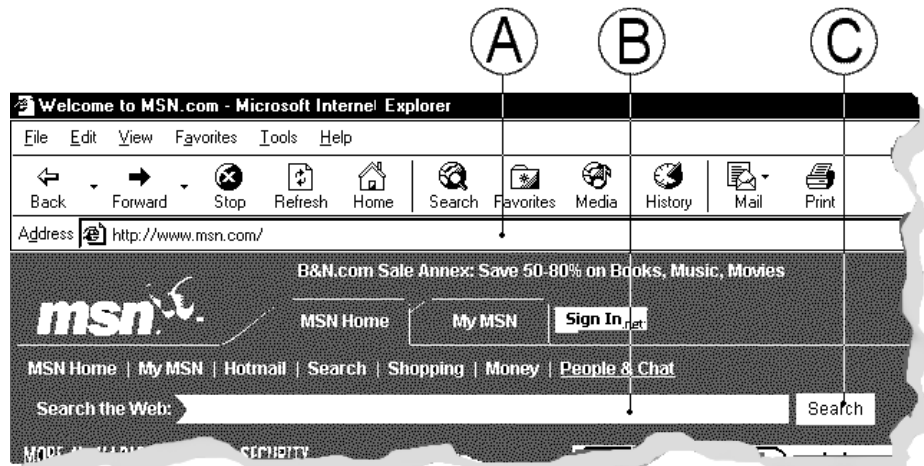 A B C
Welcome to MSN.com - Microsoft Internet Explorer
File Edit View Favorites Tools Help
Back Forward Stop Refresh Home Search Favorites Media History Mail Print
Address http://www.msn.com/
B&N.com Sale Annex: Save 50-80% on Books, Music, Movies
msn
MSN Home My MSN Sign In .net
MSN Home | My MSN | Hotmail | Search | Shopping | Money | People & Chat
Search the Web: Search
MORE SECURITY